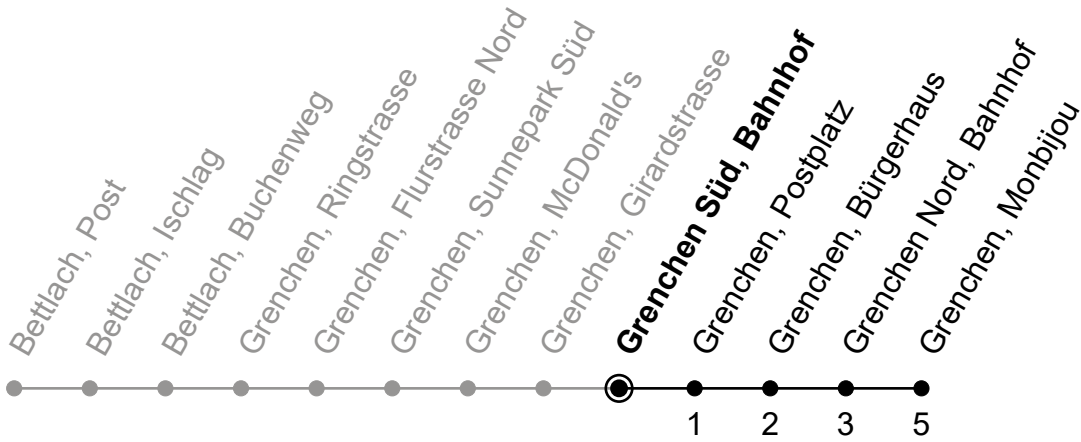 Bettlach, Post
Bettlach, Ischlag
Bettlach, Buchenweg
Grenchen, Ringstrasse
Grenchen, Flurstrasse Nord
Grenchen, Sunnepark Süd
Grenchen, McDonald's
Grenchen, Girardstrasse
Grenchen Süd, Bahnhof
Grenchen, Postplatz
Grenchen, Bürgerhaus
Grenchen Nord, Bahnhof
Grenchen, Monbijou
1 2 3 5